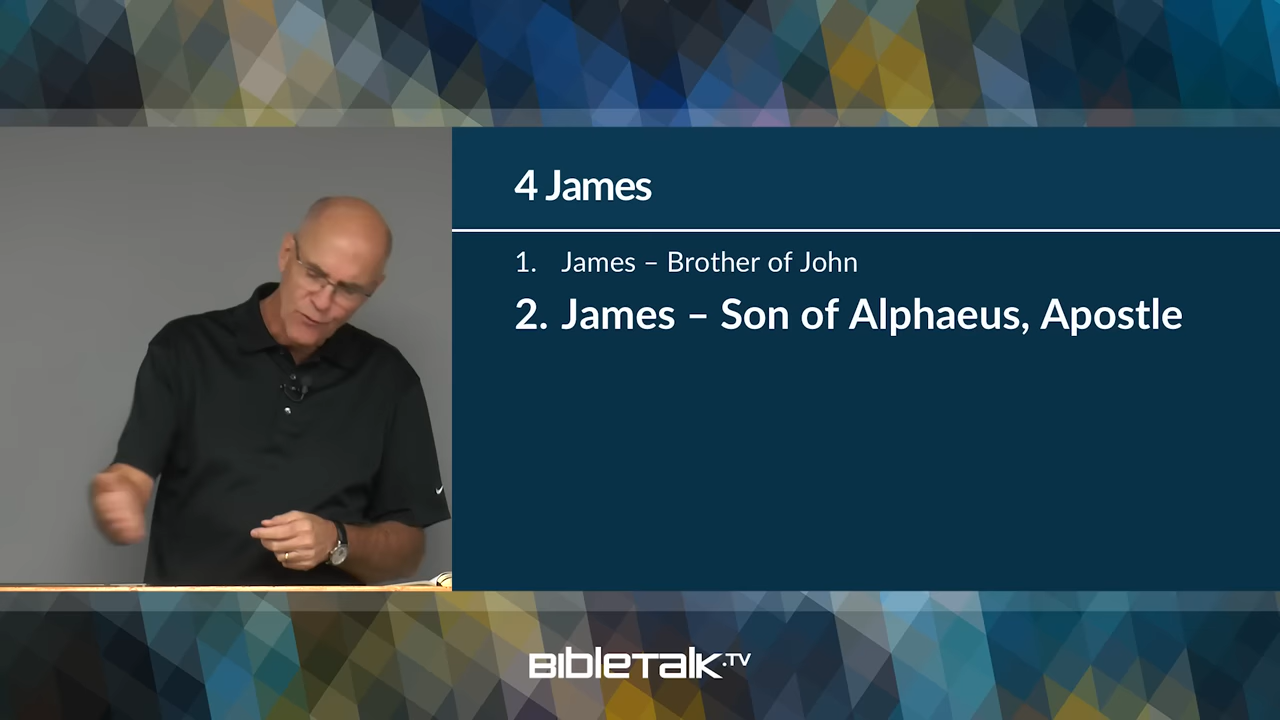 4 James
1. James – Brother of John
2. James – Son of Alphaeus, Apostle
BIBLETALK.TV